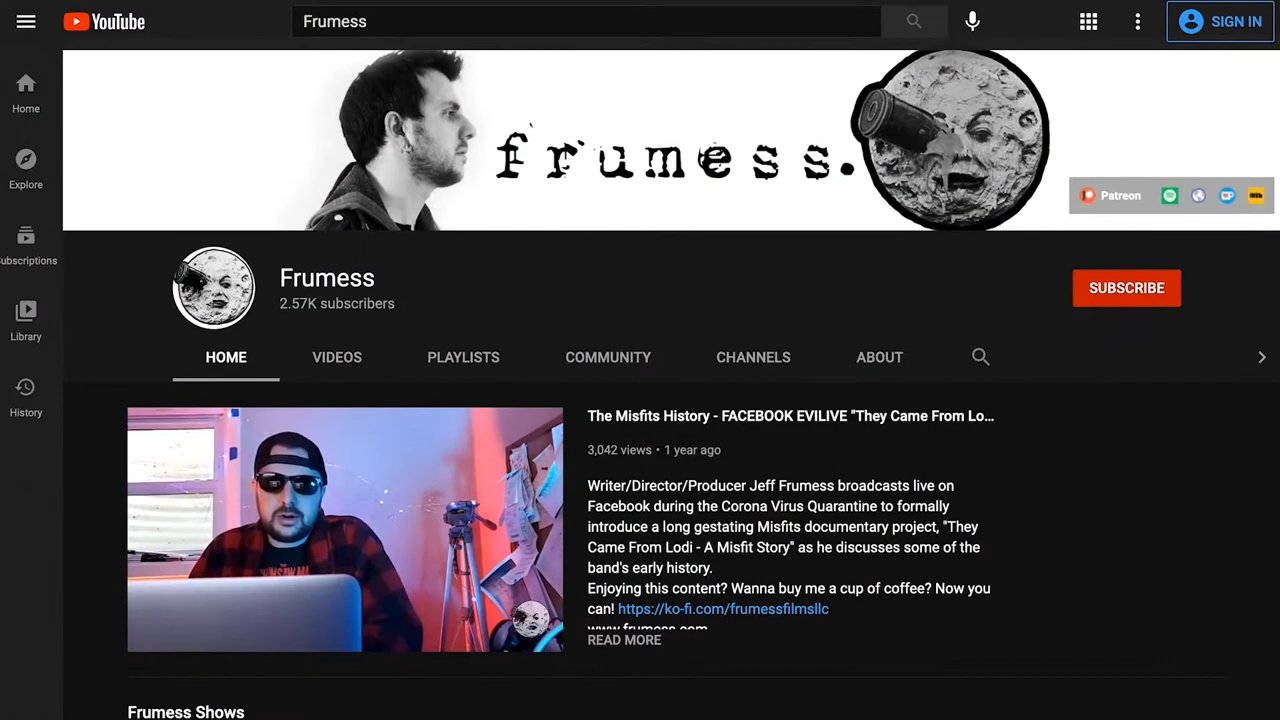 YouTube
Frumess
SIGN IN
Home
Explore
Subscriptions
Library
History
frumess.
Patreon
Frumess
2.57K subscribers
SUBSCRIBE
HOME
VIDEOS
PLAYLISTS
COMMUNITY
CHANNELS
ABOUT
The Misfits History - FACEBOOK EVILIVE "They Came From Lo...
3,042 views • 1 year ago
Writer/Director/Producer Jeff Frumess broadcasts live on
Facebook during the Corona Virus Quarantine to formally
introduce a long gestating Misfits documentary project, "They
Came From Lodi - A Misfit Story" as he discusses some of the
band's early history.
Enjoying this content? Wanna buy me a cup of coffee? Now you
can! https://ko-fi.com/frumessfilmsllc
www.frumess.com
READ MORE
Frumess Shows